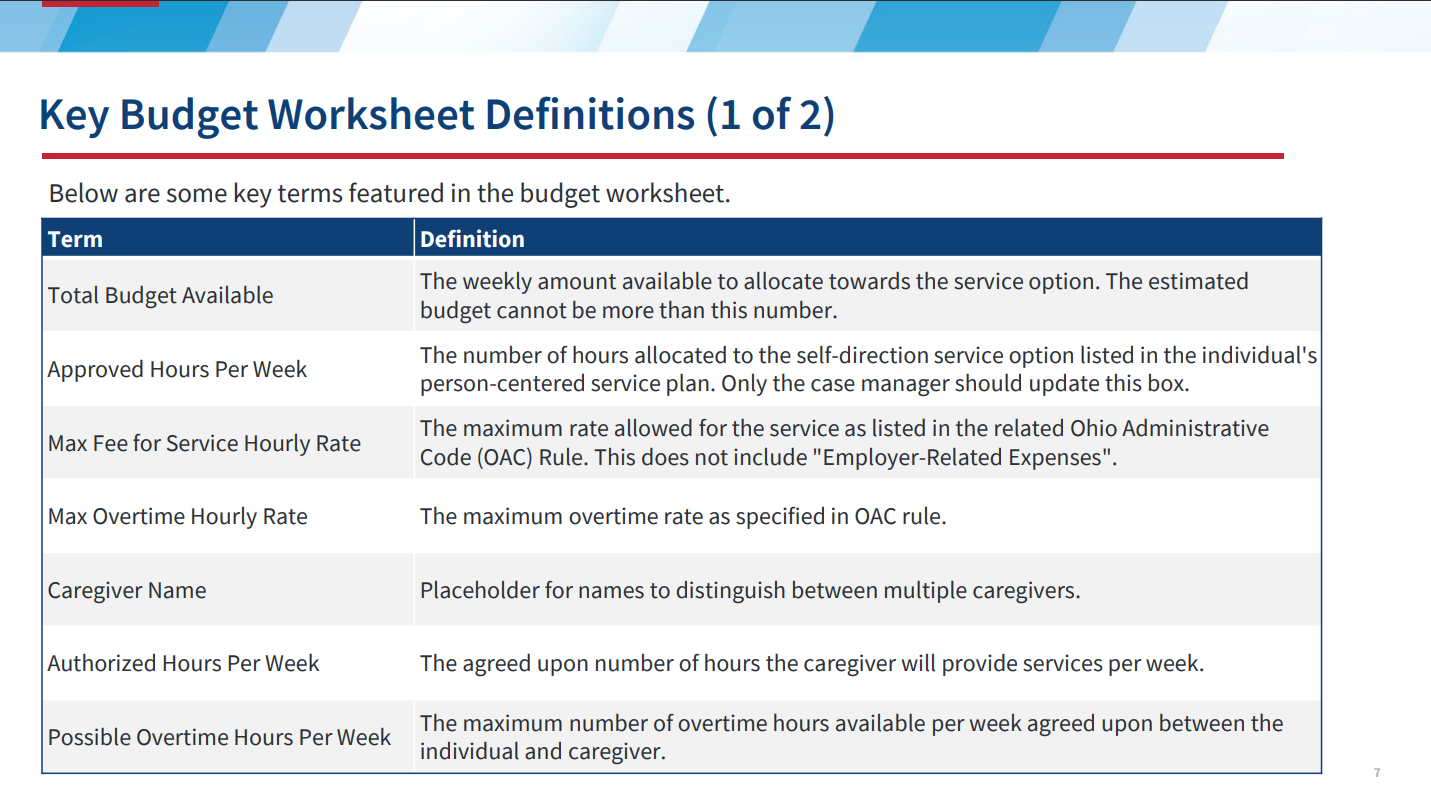 Key Budget Worksheet Definitions (1 of 2)
Below are some key terms featured in the budget worksheet.
Term
Definition
Total Budget Available
The weekly amount available to allocate towards the service option. The estimated
budget cannot be more than this number.
Approved Hours Per Week
The number of hours allocated to the self-direction service option listed in the individual's
person-centered service plan. Only the case manager should update this box.
Max Fee for Service Hourly Rate
The maximum rate allowed for the service as listed in the related Ohio Administrative
Code (OAC) Rule. This does not include "Employer-Related Expenses".
Max Overtime Hourly Rate
The maximum overtime rate as specified in OAC rule.
Caregiver Name
Placeholder for names to distinguish between multiple caregivers.
Authorized Hours Per Week
The agreed upon number of hours the caregiver will provide services per week.
Possible Overtime Hours Per Week
The maximum number of overtime hours available per week agreed upon between the
individual and caregiver.
7